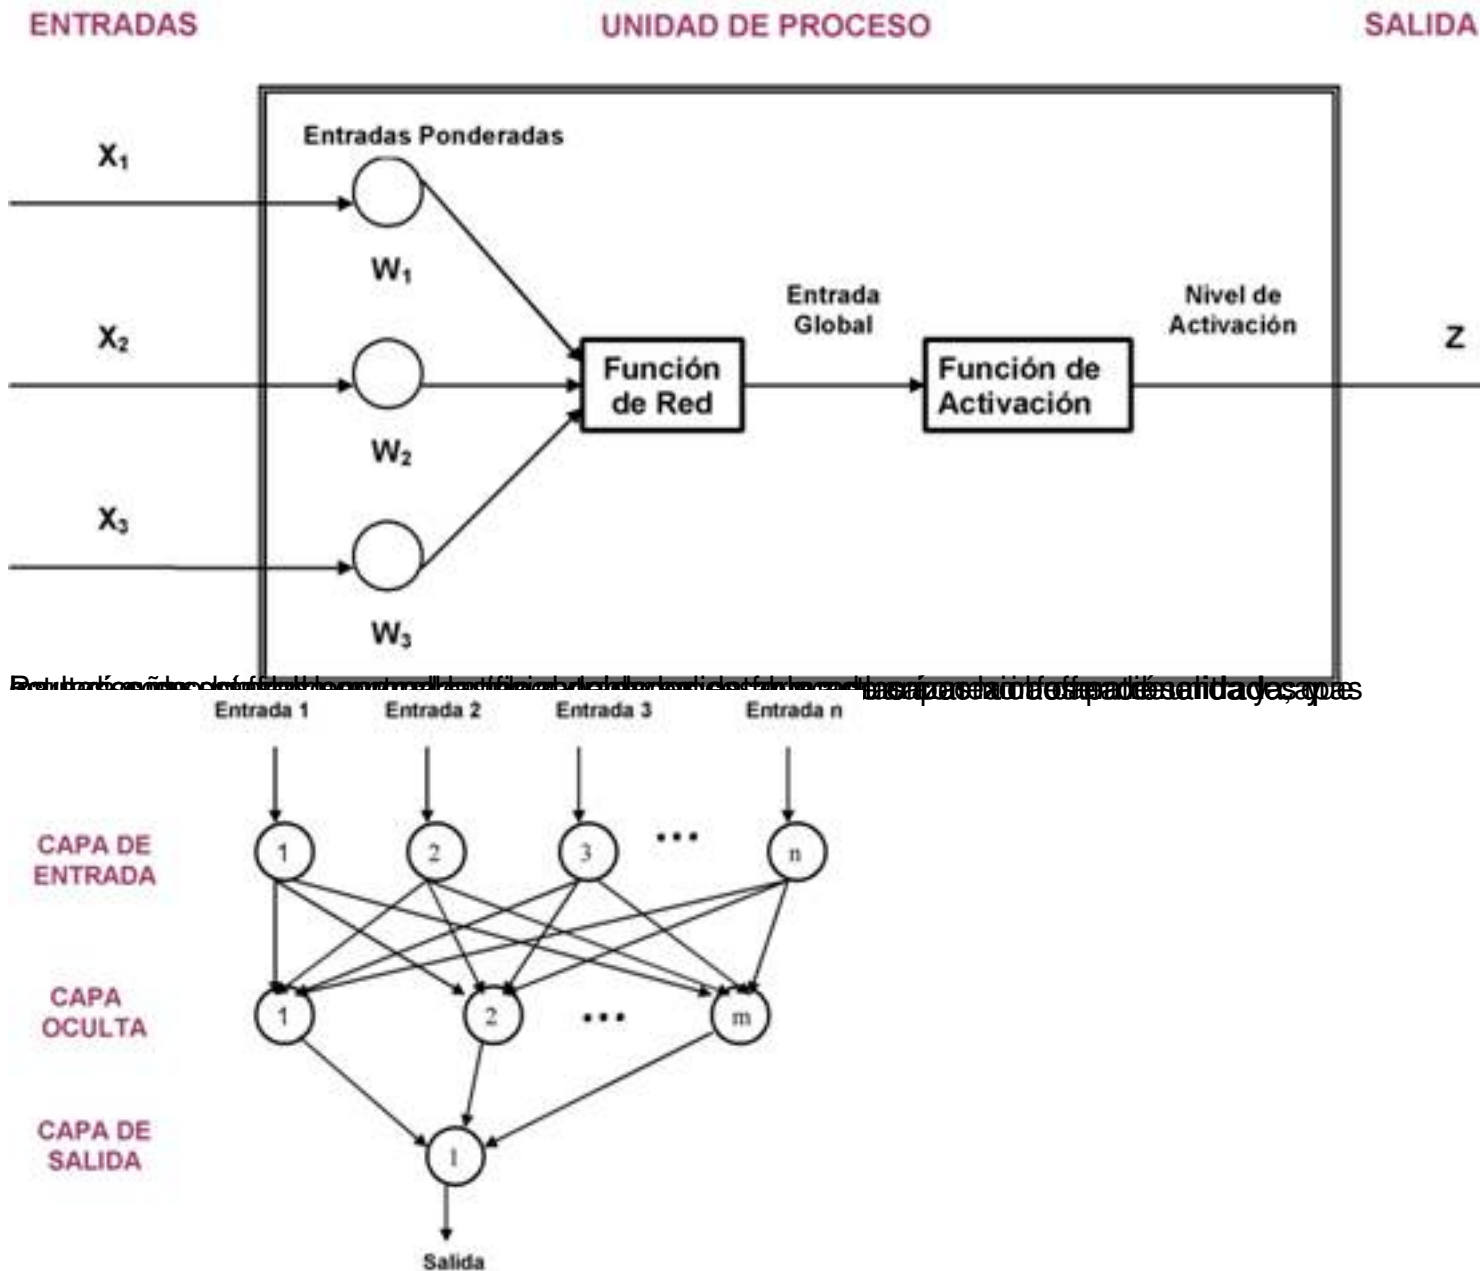 ENTRADAS
UNIDAD DE PROCESO
SALIDA
Entradas Ponderadas
X₁
W₁
X₂
W₂
X₃
W₃
Función
de Red
Entrada
Global
Función de
Activación
Nivel de
Activación
Z
Entrada 1
Entrada 2
Entrada 3
Entrada n
CAPA DE
ENTRADA
1
2
3
...
n
CAPA
OCULTA
1
2
...
m
CAPA DE
SALIDA
1
Salida